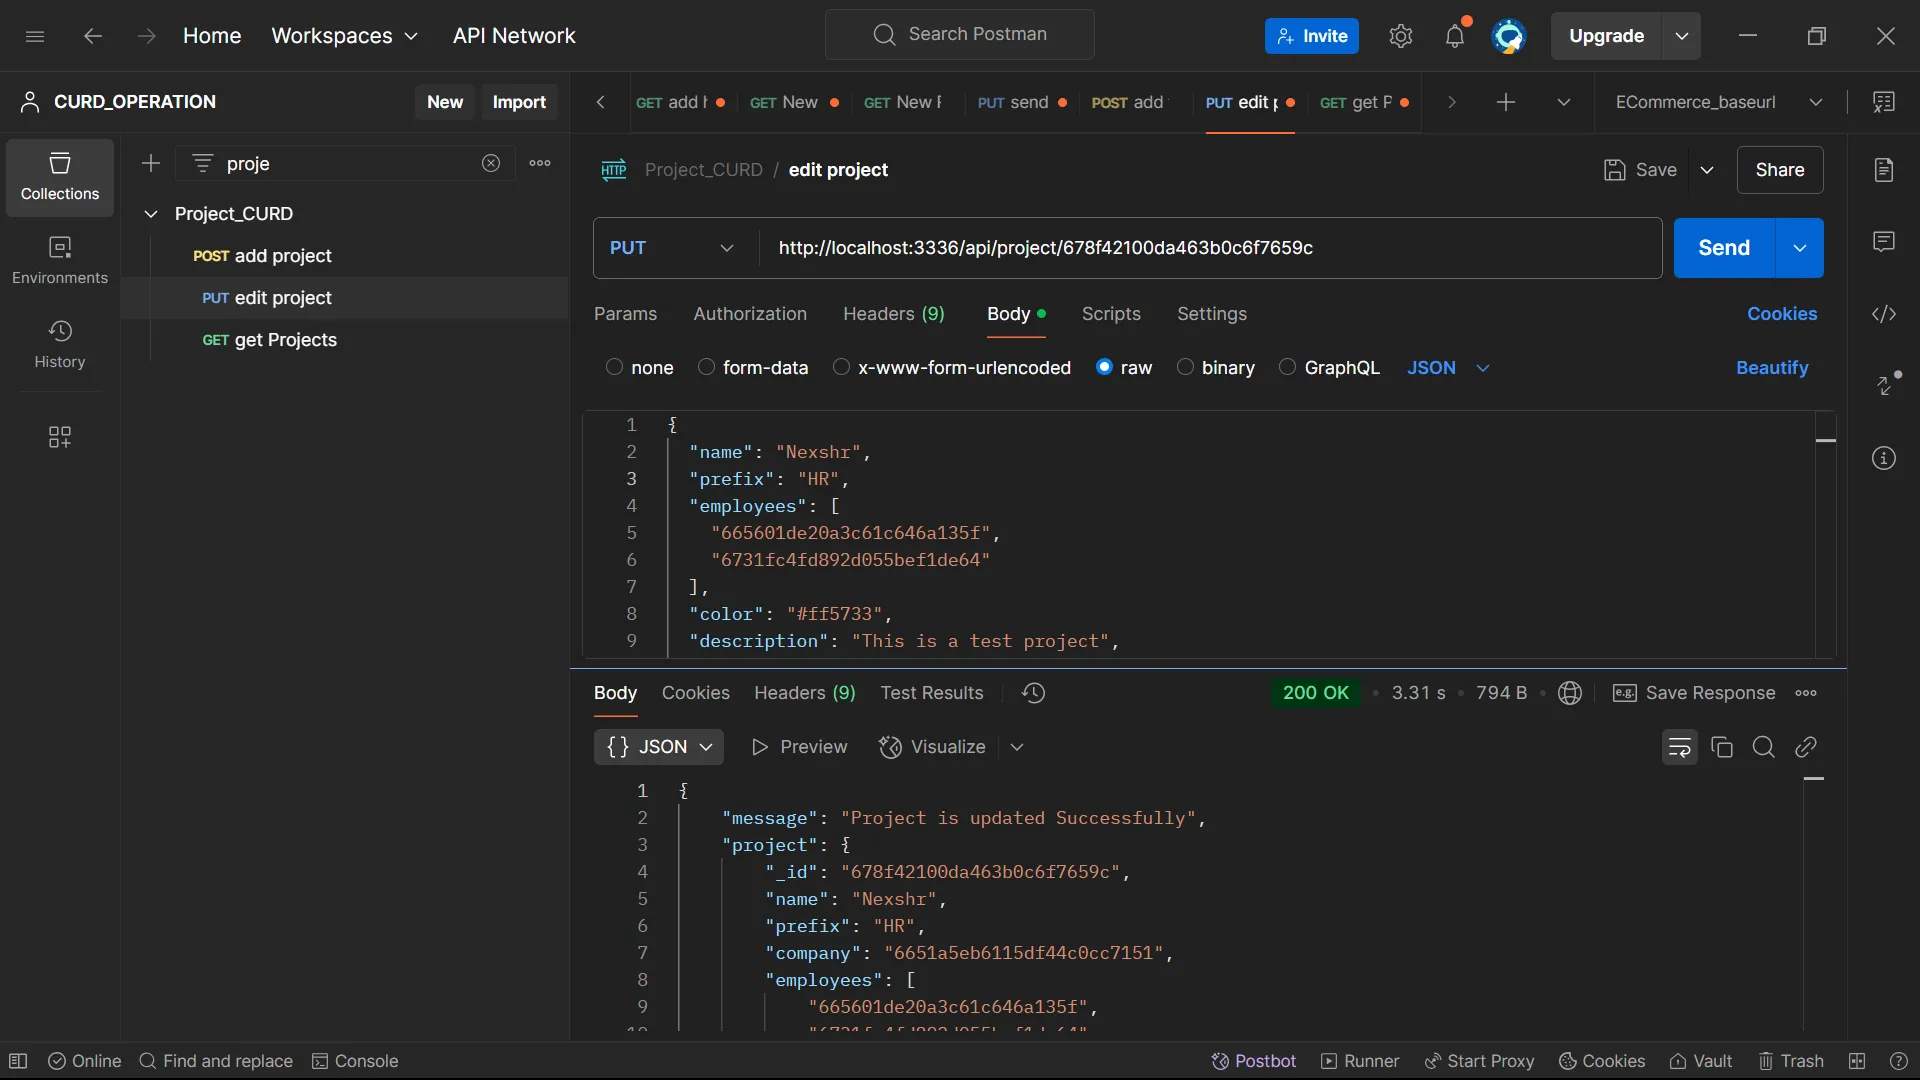 Home Workspaces API Network Search Postman Invite Upgrade
CURD_OPERATION New Import GET add GET New GET New PUT send POST add PUT edit GET get ECommerce_baseurl
Collections
Environments
History
proje
Project_CURD
POST add project
PUT edit project
GET get Projects
HTTP Project_CURD / edit project Save Share
PUT http://localhost:3336/api/project/678f42100da463b0c6f7659c Send
Params Authorization Headers (9) Body Scripts Settings Cookies
none form-data x-www-form-urlencoded raw binary GraphQL JSON Beautify
1 {
2 "name": "Nexshr",
3 "prefix": "HR",
4 "employees": [
5 "665601de20a3c61c646a135f",
6 "6731fc4fd892d055bef1de64"
7 ],
8 "color": "#ff5733",
9 "description": "This is a test project",
Body Cookies Headers (9) Test Results 200 OK • 3.31 s • 794 B • e.g. Save Response
{} JSON Preview Visualize
1 {
2 "message": "Project is updated Successfully",
3 "project": {
4 "_id": "678f42100da463b0c6f7659c",
5 "name": "Nexshr",
6 "prefix": "HR",
7 "company": "6651a5eb6115df44c0cc7151",
8 "employees": [
9 "665601de20a3c61c646a135f",
Online Find and replace Console Postbot Runner Start Proxy Cookies Vault Trash